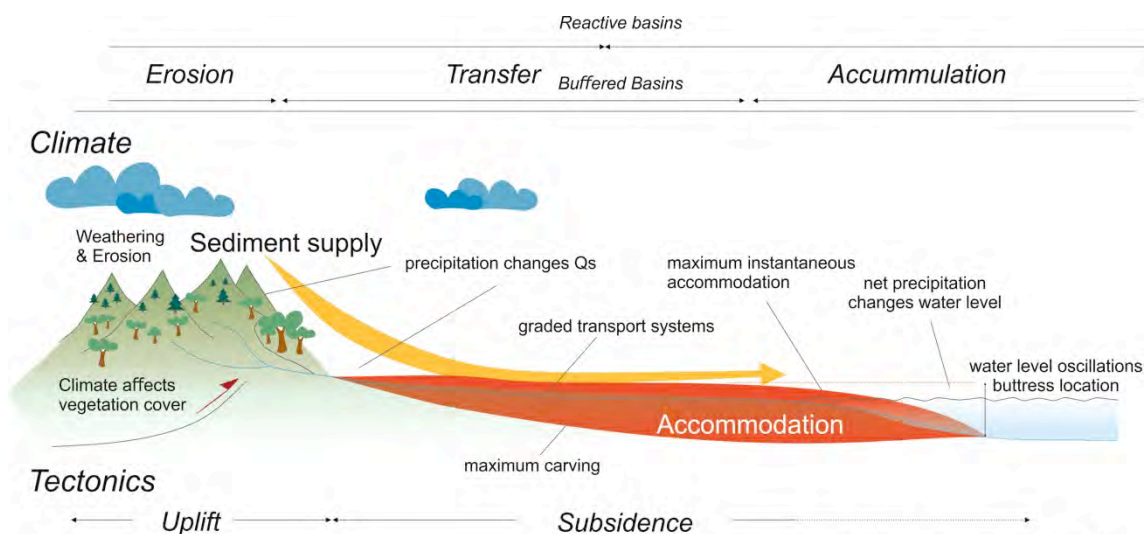 Reactive basins
Erosion
Transfer
Accummulation
Buffered Basins
Climate
Weathering
& Erosion
Sediment supply
precipitation changes Qs
maximum instantaneous
accommodation
net precipitation
changes water level
graded transport systems
water level oscillations
buttress location
Climate affects
vegetation cover
Accommodation
maximum carving
Tectonics
Uplift
Subsidence